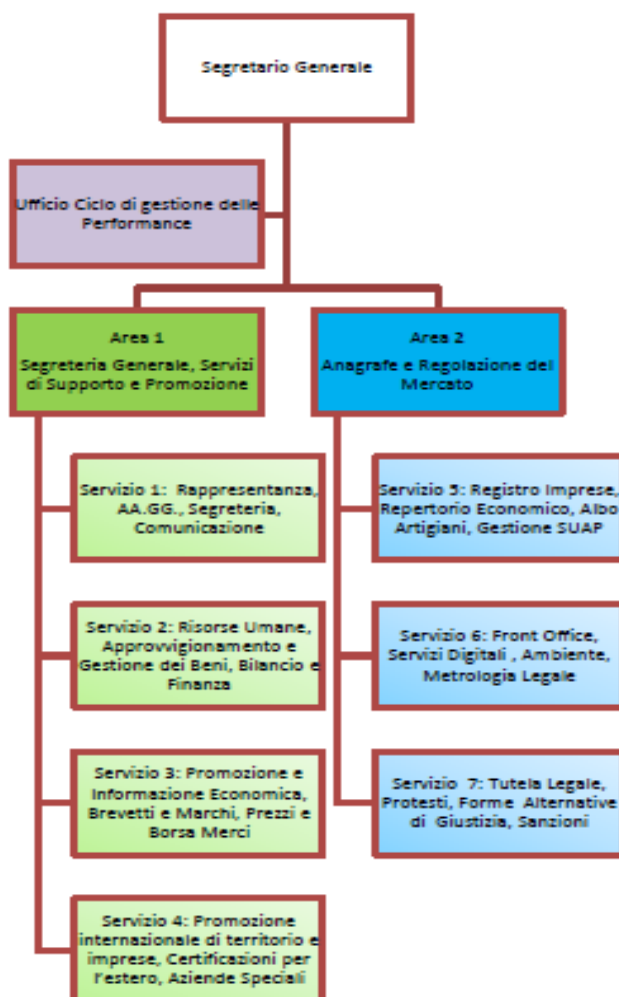 Segretario Generale
Ufficio Ciclo di gestione delle
Performance
Area 1
Segreteria Generale, Servizi
di Supporto e Promozione
Area 2
Anagrafe e Regolazione del
Mercato
Servizio 1: Rappresentanza,
AA.GG., Segreteria,
Comunicazione
Servizio 2: Risorse Umane,
Approvvigionamento e
Gestione dei Beni, Bilancio e
Finanza
Servizio 3: Promozione e
Informazione Economica,
Brevetti e Marchi, Prezzi e
Borsa Merci
Servizio 4: Promozione
internazionale di territorio e
imprese, Certificazioni per
l'estero, Aziende Speciali
Servizio 5: Registro Imprese,
Repertorio Economico, Albo
Artigiani, Gestione SUAP
Servizio 6: Front Office,
Servizi Digitali , Ambiente,
Metrologia Legale
Servizio 7: Tutela Legale,
Protesti, Forme Alternative
di Giustizia, Sanzioni